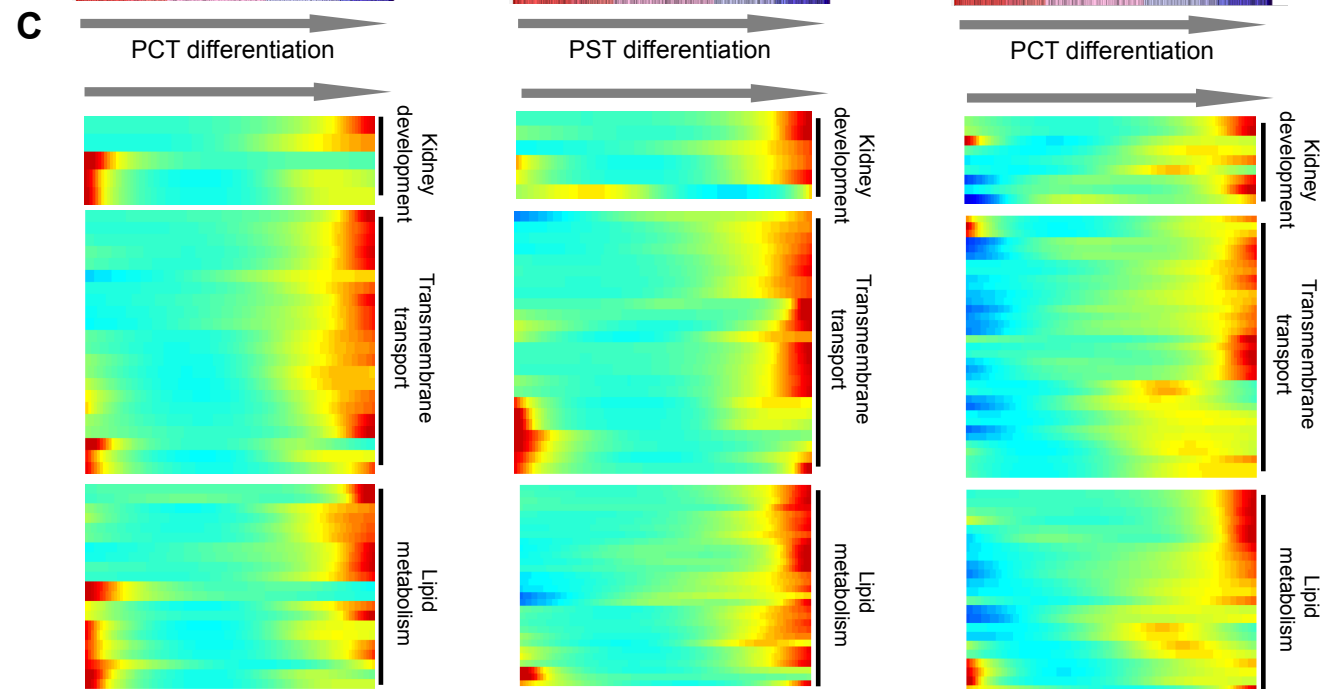 C
PCT differentiation
PST differentiation
PCT differentiation
Kidney
development
Kidney
development
Kidney
development
Transmembrane
transport
Transmembrane
transport
Transmembrane
transport
Lipid
metabolism
Lipid
metabolism
Lipid
metabolism